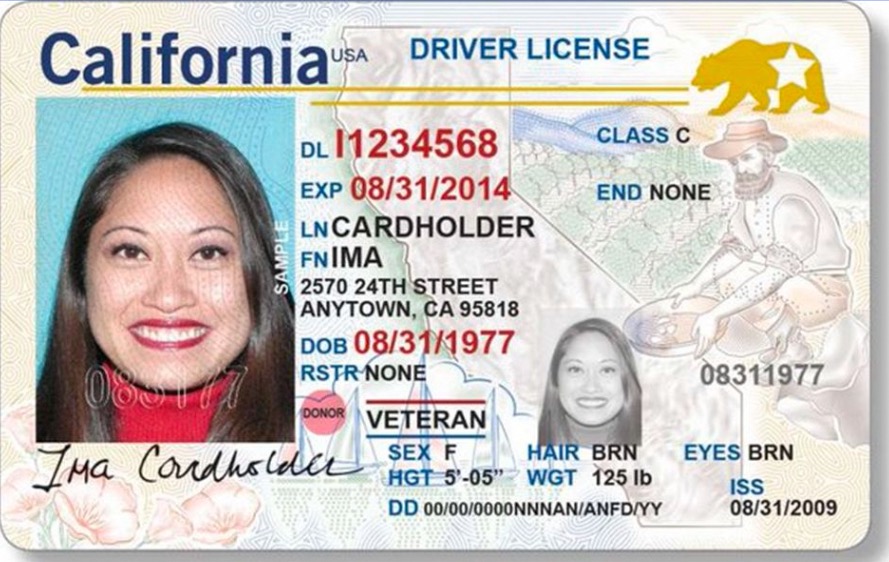 California USA DRIVER LICENSE
DL I1234568 CLASS C
EXP 08/31/2014 END NONE
LN CARDHOLDER
FN IMA
2570 24TH STREET
ANYTOWN, CA 95818
DOB 08/31/1977
RSTR NONE
08311977
DONOR VETERAN
SEX F HAIR BRN EYES BRN
HGT 5'-05" WGT 125 lb
ISS
DD 00/00/0000NNNAN/ANFD/YY 08/31/2009
SAMPLE
083177
Ima Cardholder